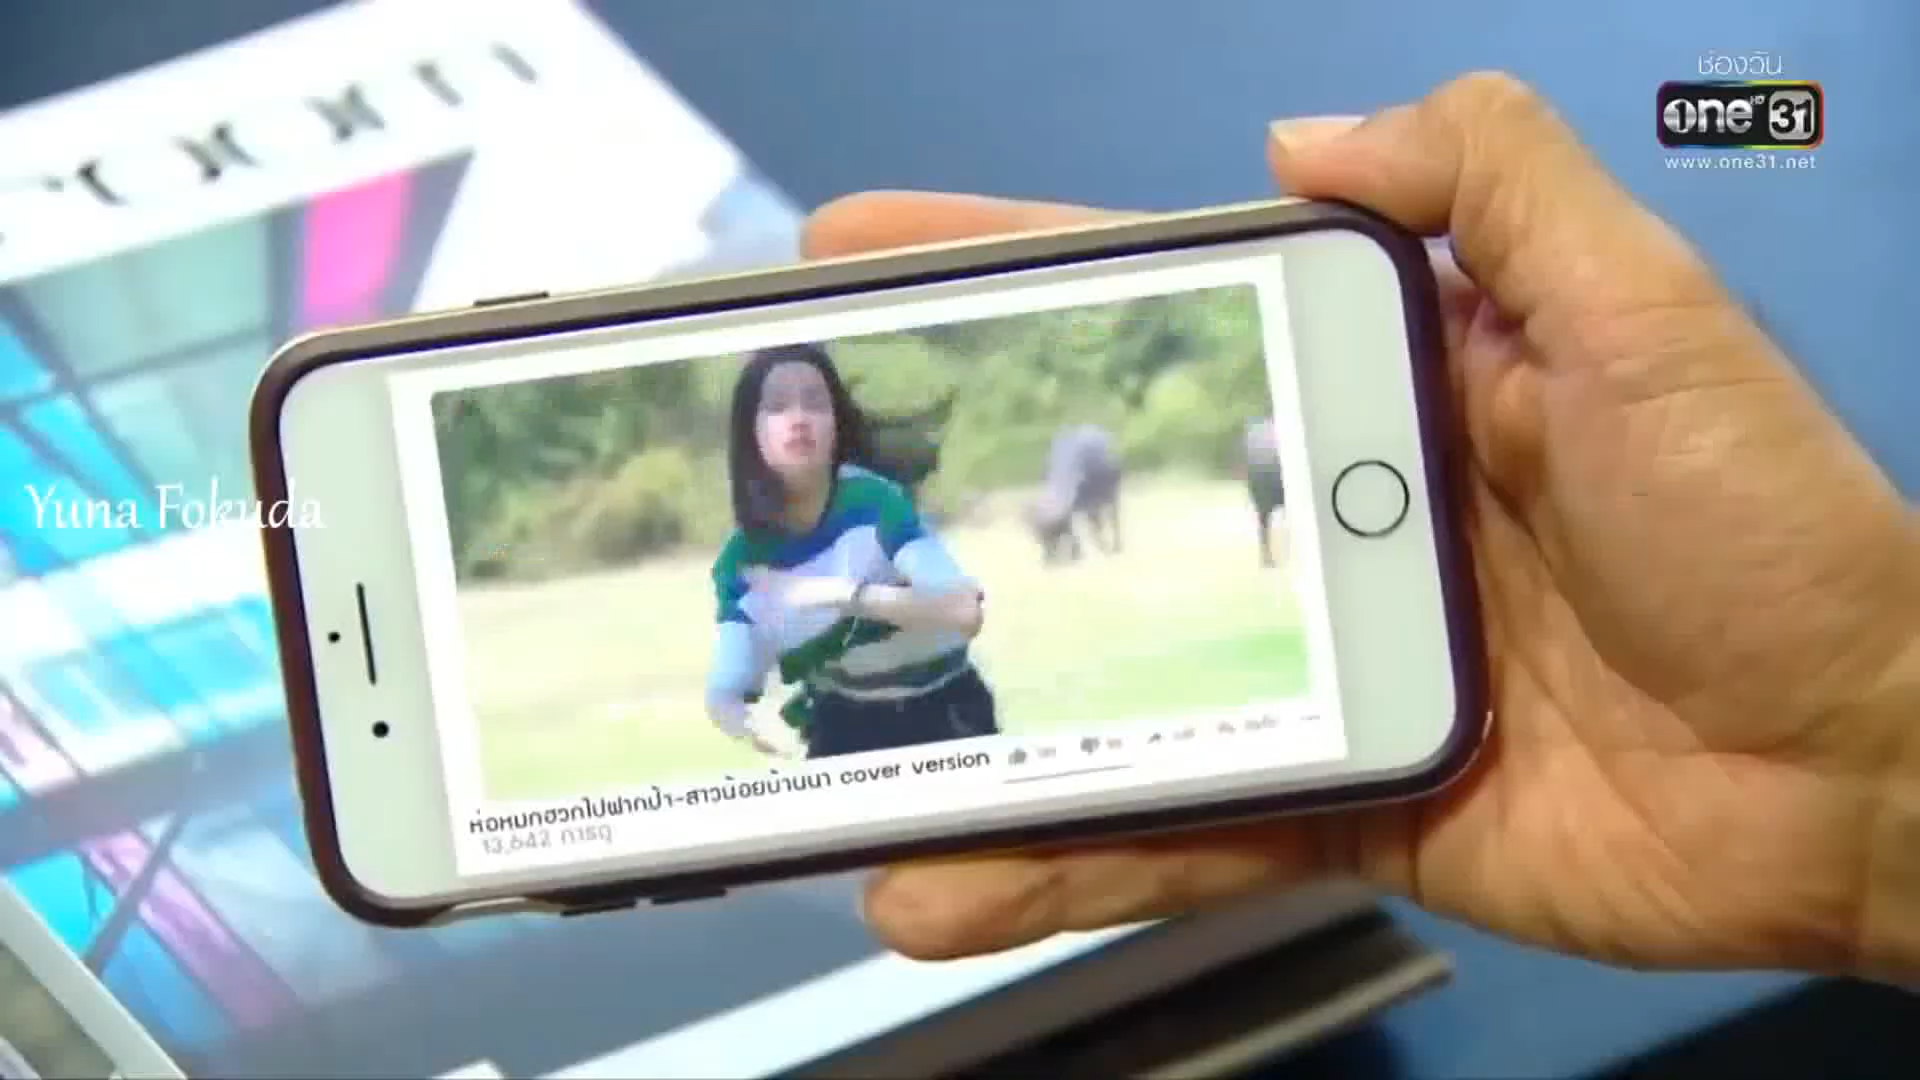 ช่องวัน
one HD 31
www.one31.net
Yuna Fokuda
ห่อหมกฮวกไปฝากป้า-สาวน้อยบ้านนา cover version
13,642 การดู